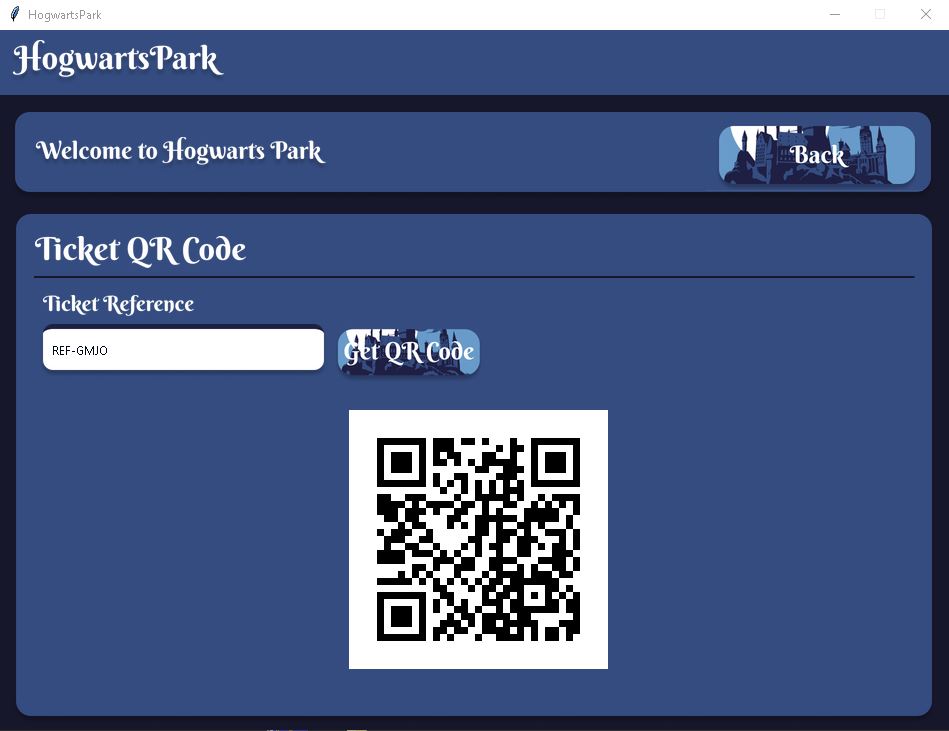 HogwartsPark
HogwartsPark
Welcome to Hogwarts Park
Back
Ticket QR Code
Ticket Reference
REF-GMJO
Get QR Code